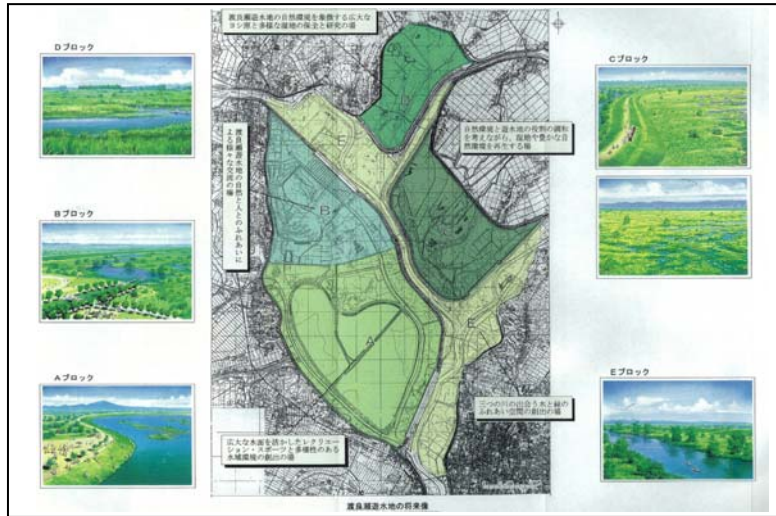 渡良瀬遊水地の自然環境を象徴する広大な
ヨシ原と多様な湿地の保全と研究の場
Dブロック
Cブロック
自然環境と遊水地の役割の調和
を考えながら、湿地や豊かな自
然環境を再生する場
渡良瀬遊水地の自然と人とのふれあいに
よる様々な交流の場
Bブロック
Aブロック
Eブロック
D
E
B
C
A
E
三つの川の出会う水と緑の
ふれあい空間の創出の場
広大な水面を活かしたレクリエー
ション・スポーツと多様性のある
水域環境の創出の場
渡良瀬遊水地の将来像